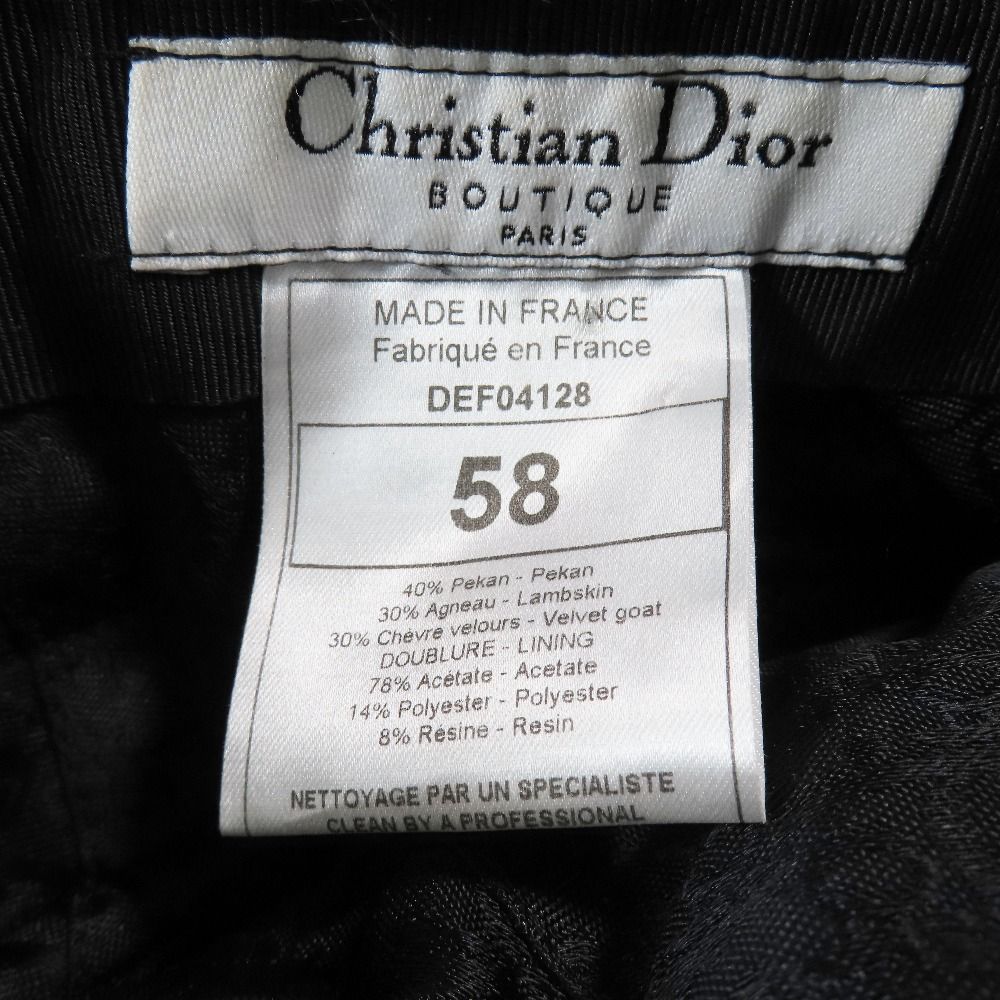 Christian Dior
BOUTIQUE
PARIS
MADE IN FRANCE
Fabriqué en France
DEF04128
58
40% Pekan - Pekan
30% Agneau - Lambskin
30% Chèvre velours - Velvet goat
DOUBLURE - LINING
78% Acétate - Acetate
14% Polyester - Polyester
8% Résine - Resin
NETTOYAGE PAR UN SPECIALISTE
CLEAN BY A PROFESSIONAL